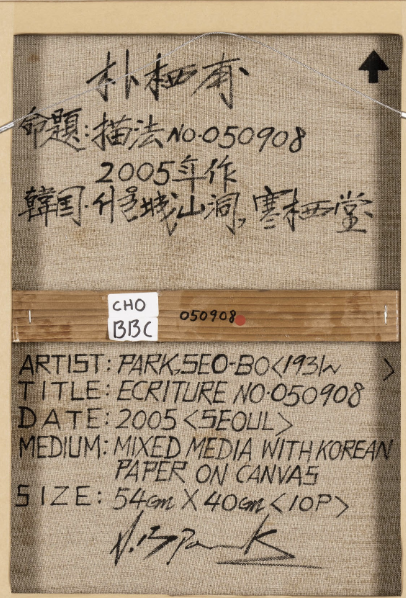 朴栖甫
命題:描法 NO.050908
2005年作
韓国.서울 城山洞, 寒栖堂
CHO
BBC
050908
ARTIST: PARK, SEO-BO <1931~ >
TITLE: ECRITURE NO.050908
DATE: 2005 <SEOUL>
MEDIUM: MIXED MEDIA WITH KOREAN
PAPER ON CANVAS
SIZE: 54cm X 40cm <10P>